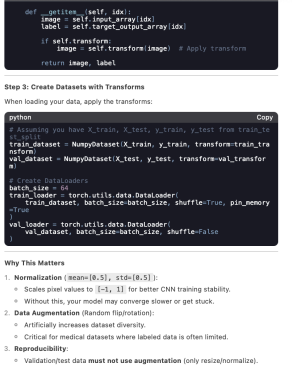 def __getitem__(self, idx):
image = self.input_array[idx]
label = self.target_output_array[idx]
if self.transform:
image = self.transform(image)  # Apply transform
return image, label
Step 3: Create Datasets with Transforms
When loading your data, apply the transforms:
python Copy
# Assuming you have X_train, X_test, y_train, y_test from train_te
st_split
train_dataset = NumpyDataset(X_train, y_train, transform=train_tra
nsform)
val_dataset = NumpyDataset(X_test, y_test, transform=val_transfor
m)
# Create DataLoaders
batch_size = 64
train_loader = torch.utils.data.DataLoader(
train_dataset, batch_size=batch_size, shuffle=True, pin_memory
=True
)
val_loader = torch.utils.data.DataLoader(
val_dataset, batch_size=batch_size, shuffle=False
)
Why This Matters
1. Normalization (mean=[0.5], std=[0.5]):
Scales pixel values to [-1, 1] for better CNN training stability.
Without this, your model may converge slower or get stuck.
2. Data Augmentation (Random flip/rotation):
Artificially increases dataset diversity.
Critical for medical datasets where labeled data is often limited.
3. Reproducibility:
Validation/test data must not use augmentation (only resize/normalize).